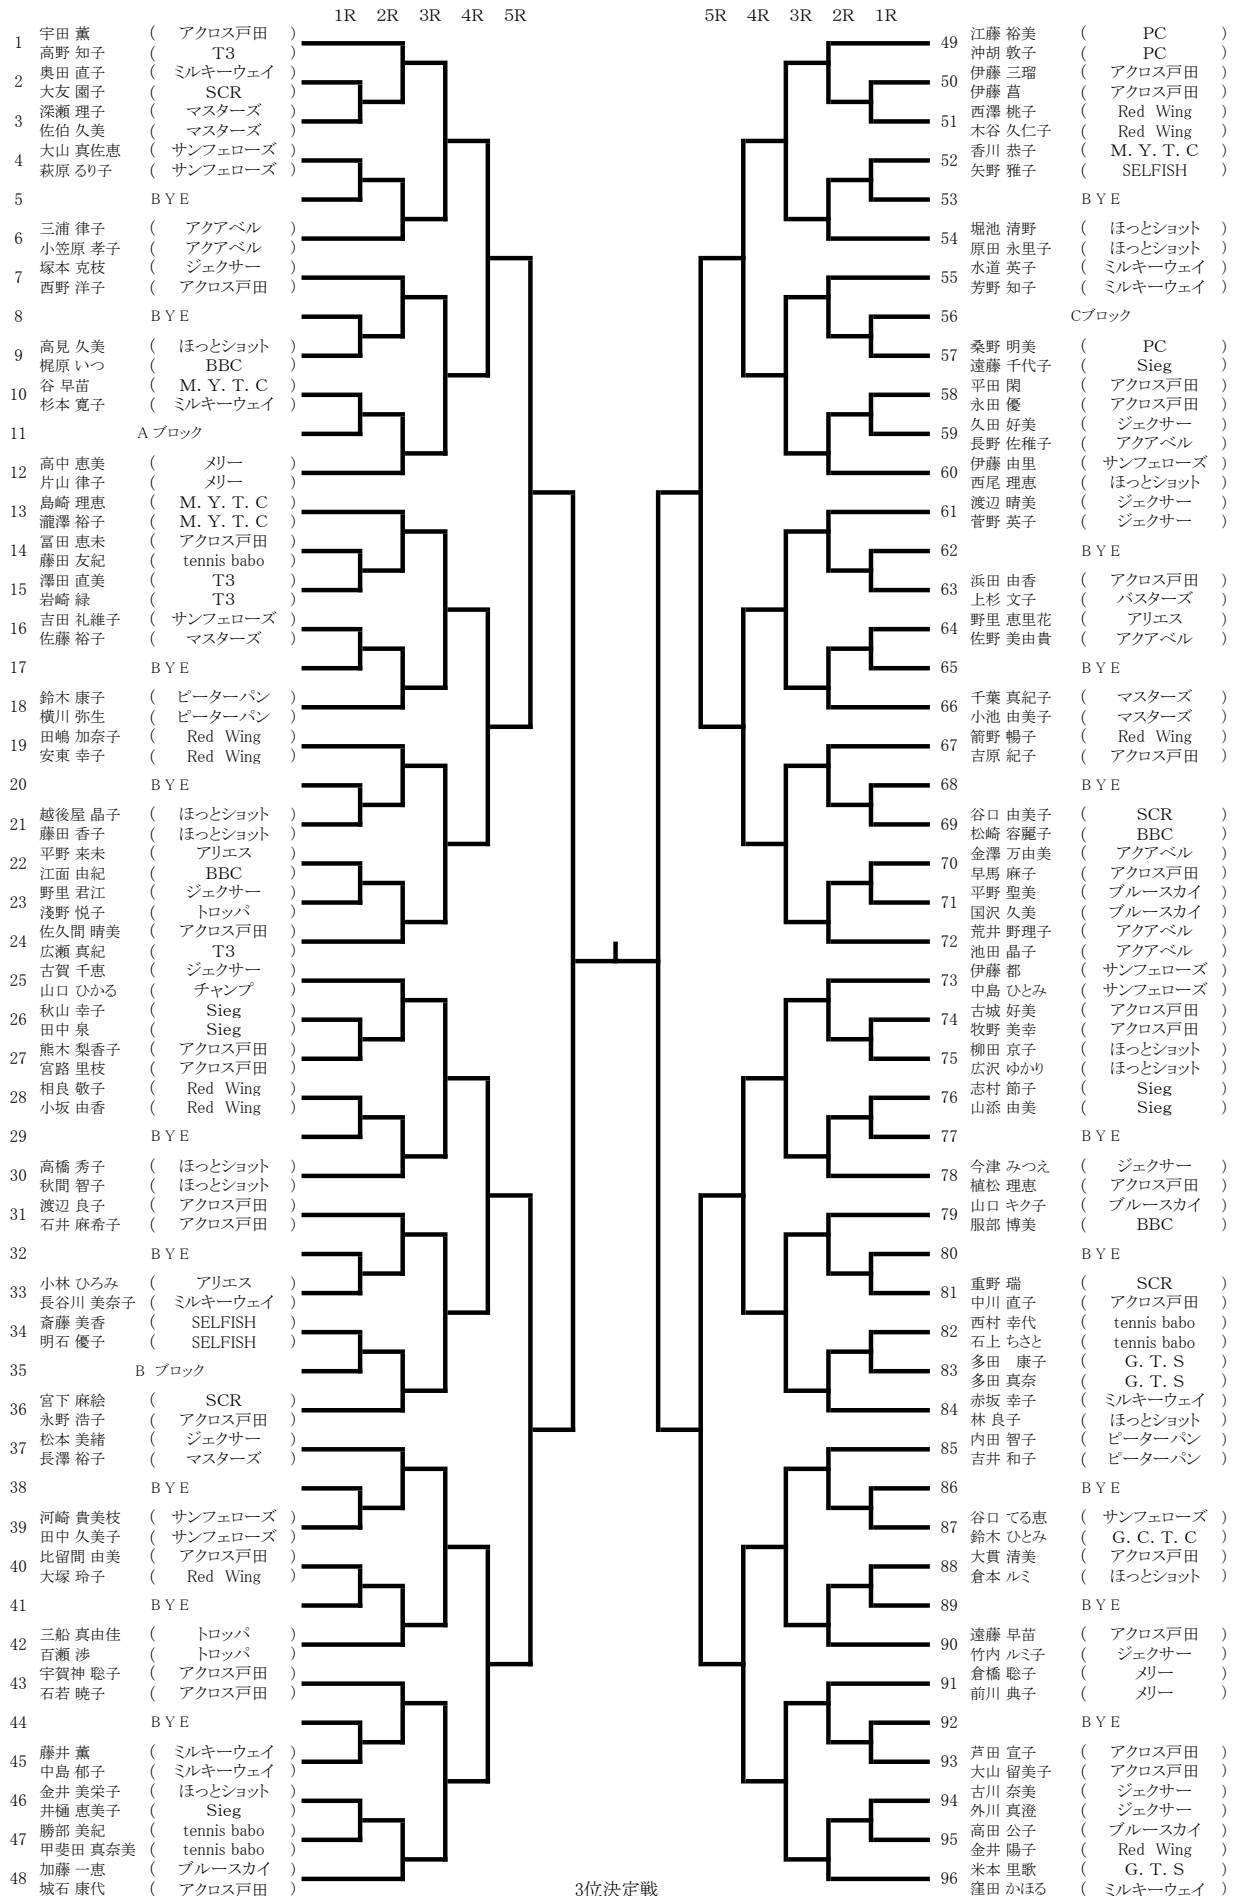 1R 2R 3R 4R 5R
1 宇田 薫 ( アクロス戸田 )
高野 知子 ( T3 )
2 奥田 直子 ( ミルキーウェイ )
大友 園子 ( SCR )
3 深瀬 理子 ( マスターズ )
佐伯 久美 ( マスターズ )
4 大山 真佐恵 ( サンフェローズ )
萩原 るり子 ( サンフェローズ )
5 BYE
6 三浦 律子 ( アクアベル )
小笠原 孝子 ( アクアベル )
7 塚本 克枝 ( ジェクサー )
西野 洋子 ( アクロス戸田 )
8 BYE
9 高見 久美 ( ほっとショット )
梶原 いつ ( BBC )
10 谷 早苗 ( M.Y.T.C )
杉本 寛子 ( ミルキーウェイ )
11 Aブロック
12 高中 恵美 ( メリー )
片山 律子 ( メリー )
13 島崎 理恵 ( M.Y.T.C )
瀧澤 裕子 ( M.Y.T.C )
14 冨田 恵未 ( アクロス戸田 )
藤田 友紀 ( tennis babo )
15 澤田 直美 ( T3 )
岩崎 緑 ( T3 )
16 吉田 礼維子 ( サンフェローズ )
佐藤 裕子 ( マスターズ )
17 BYE
18 鈴木 康子 ( ピーターパン )
横川 弥生 ( ピーターパン )
19 田嶋 加奈子 ( Red Wing )
安東 幸子 ( Red Wing )
20 BYE
21 越後屋 晶子 ( ほっとショット )
藤田 香子 ( ほっとショット )
22 平野 来未 ( アリエス )
江面 由紀 ( BBC )
23 野里 君江 ( ジェクサー )
淺野 悦子 ( トロッパ )
24 佐久間 晴美 ( アクロス戸田 )
広瀬 真紀 ( T3 )
25 古賀 千恵 ( ジェクサー )
山口 ひかる ( チャンプ )
26 秋山 幸子 ( Sieg )
田中 泉 ( Sieg )
27 熊木 梨香子 ( アクロス戸田 )
宮路 里枝 ( アクロス戸田 )
28 相良 敬子 ( Red Wing )
小坂 由香 ( Red Wing )
29 BYE
30 高橋 秀子 ( ほっとショット )
秋間 智子 ( ほっとショット )
31 渡辺 良子 ( アクロス戸田 )
石井 麻希子 ( アクロス戸田 )
32 BYE
33 小林 ひろみ ( アリエス )
長谷川 美奈子 ( ミルキーウェイ )
34 斎藤 美香 ( SELFISH )
明石 優子 ( SELFISH )
35 B ブロック
36 宮下 麻絵 ( SCR )
永野 浩子 ( アクロス戸田 )
37 松本 美緒 ( ジェクサー )
長澤 裕子 ( マスターズ )
38 BYE
39 河崎 貴美枝 ( サンフェローズ )
田中 久美子 ( サンフェローズ )
40 比留間 由美 ( アクロス戸田 )
大塚 玲子 ( Red Wing )
41 BYE
42 三船 真由佳 ( トロッパ )
百瀬 渉 ( トロッパ )
43 宇賀神 聡子 ( アクロス戸田 )
石若 暁子 ( アクロス戸田 )
44 BYE
45 藤井 薫 ( ミルキーウェイ )
中島 郁子 ( ミルキーウェイ )
46 金井 美栄子 ( ほっとショット )
井樋 恵美子 ( Sieg )
47 勝部 美紀 ( tennis babo )
甲斐田 真奈美 ( tennis babo )
48 加藤 一恵 ( ブルースカイ )
城石 康代 ( アクロス戸田 )
5R 4R 3R 2R 1R
49 江藤 裕美 ( PC )
沖胡 敦子 ( PC )
50 伊藤 三瑠 ( アクロス戸田 )
伊藤 菖 ( アクロス戸田 )
51 西澤 桃子 ( Red Wing )
木谷 久仁子 ( Red Wing )
52 香川 恭子 ( M.Y.T.C )
矢野 雅子 ( SELFISH )
53 BYE
54 堀池 清野 ( ほっとショット )
原田 永里子 ( ほっとショット )
55 水道 英子 ( ミルキーウェイ )
芳野 知子 ( ミルキーウェイ )
56 Cブロック
57 桑野 明美 ( PC )
遠藤 千代子 ( Sieg )
58 平田 閑 ( アクロス戸田 )
永田 優 ( アクロス戸田 )
59 久田 好美 ( ジェクサー )
長野 佐稚子 ( アクアベル )
60 伊藤 由里 ( サンフェローズ )
西尾 理恵 ( ほっとショット )
61 渡辺 晴美 ( ジェクサー )
菅野 英子 ( ジェクサー )
62 BYE
63 浜田 由香 ( アクロス戸田 )
上杉 文子 ( バスターズ )
64 野里 恵里花 ( アリエス )
佐野 美由貴 ( アクアベル )
65 BYE
66 千葉 真紀子 ( マスターズ )
小池 由美子 ( マスターズ )
67 箭野 暢子 ( Red Wing )
吉原 紀子 ( アクロス戸田 )
68 BYE
69 谷口 由美子 ( SCR )
松崎 容麗子 ( BBC )
70 金澤 万由美 ( アクアベル )
早馬 麻子 ( アクロス戸田 )
71 平野 聖美 ( ブルースカイ )
国沢 久美 ( ブルースカイ )
72 荒井 野理子 ( アクアベル )
池田 晶子 ( アクアベル )
73 伊藤 都 ( サンフェローズ )
中島 ひとみ ( サンフェローズ )
74 古城 好美 ( アクロス戸田 )
牧野 美幸 ( アクロス戸田 )
75 柳田 京子 ( ほっとショット )
広沢 ゆかり ( ほっとショット )
76 志村 節子 ( Sieg )
山添 由美 ( Sieg )
77 BYE
78 今津 みつえ ( ジェクサー )
植松 理恵 ( アクロス戸田 )
79 山口 キク子 ( ブルースカイ )
服部 博美 ( BBC )
80 BYE
81 重野 瑞 ( SCR )
中川 直子 ( アクロス戸田 )
82 西村 幸代 ( tennis babo )
石上 ちさと ( tennis babo )
83 多田 康子 ( G.T.S )
多田 真奈 ( G.T.S )
84 赤坂 幸子 ( ミルキーウェイ )
林 良子 ( ほっとショット )
85 内田 智子 ( ピーターパン )
吉井 和子 ( ピーターパン )
86 BYE
87 谷口 てる恵 ( サンフェローズ )
鈴木 ひとみ ( G.C.T.C )
88 大貫 清美 ( アクロス戸田 )
倉本 ルミ ( ほっとショット )
89 BYE
90 遠藤 早苗 ( アクロス戸田 )
竹内 ルミ子 ( ジェクサー )
91 倉橋 聡子 ( メリー )
前川 典子 ( メリー )
92 BYE
93 芦田 宣子 ( アクロス戸田 )
大山 留美子 ( アクロス戸田 )
94 古川 奈美 ( ジェクサー )
外川 真澄 ( ジェクサー )
95 高田 公子 ( ブルースカイ )
金井 陽子 ( Red Wing )
96 米本 里歌 ( G.T.S )
窪田 かほる ( ミルキーウェイ )
3位決定戦